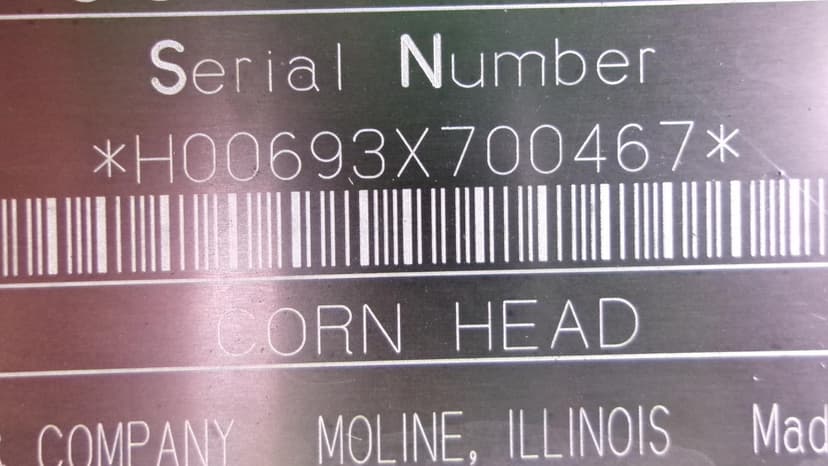 Serial Number
*H00693X700467*
CORN HEAD
COMPANY MOLINE, ILLINOIS